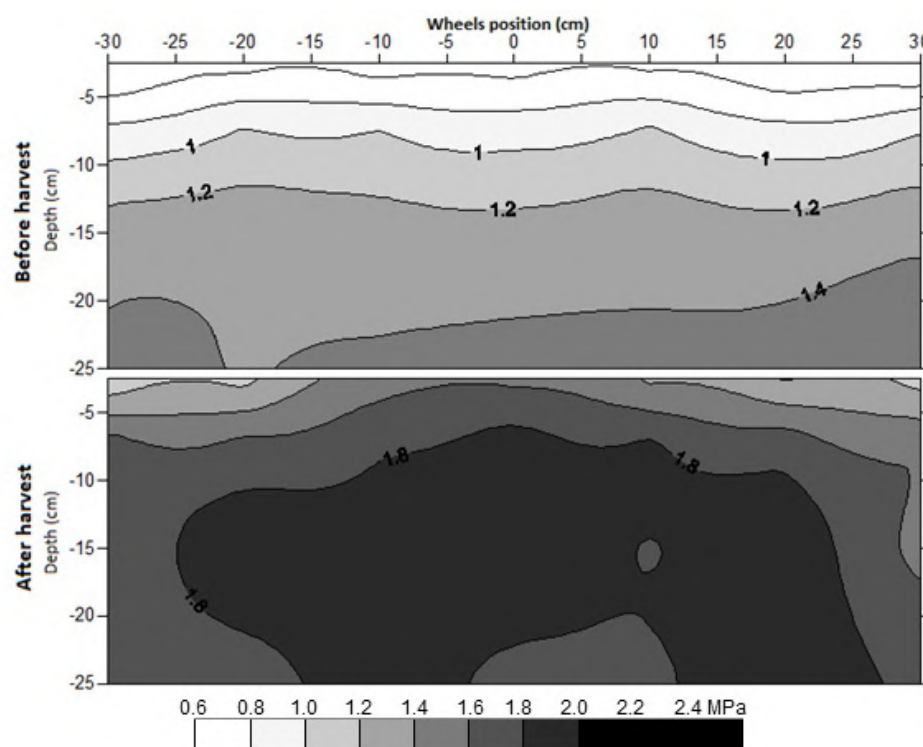 Wheels position (cm)
-30 -25 -20 -15 -10 -5 0 5 10 15 20 25 30
Before harvest
Depth (cm)
-5
-10
-15
-20
-25
1 1 1
1.2 1.2 1.2
1.4
After harvest
Depth (cm)
-5
-10
-15
-20
-25
1.8 1.8
1.8
0.6 0.8 1.0 1.2 1.4 1.6 1.8 2.0 2.2 2.4 MPa